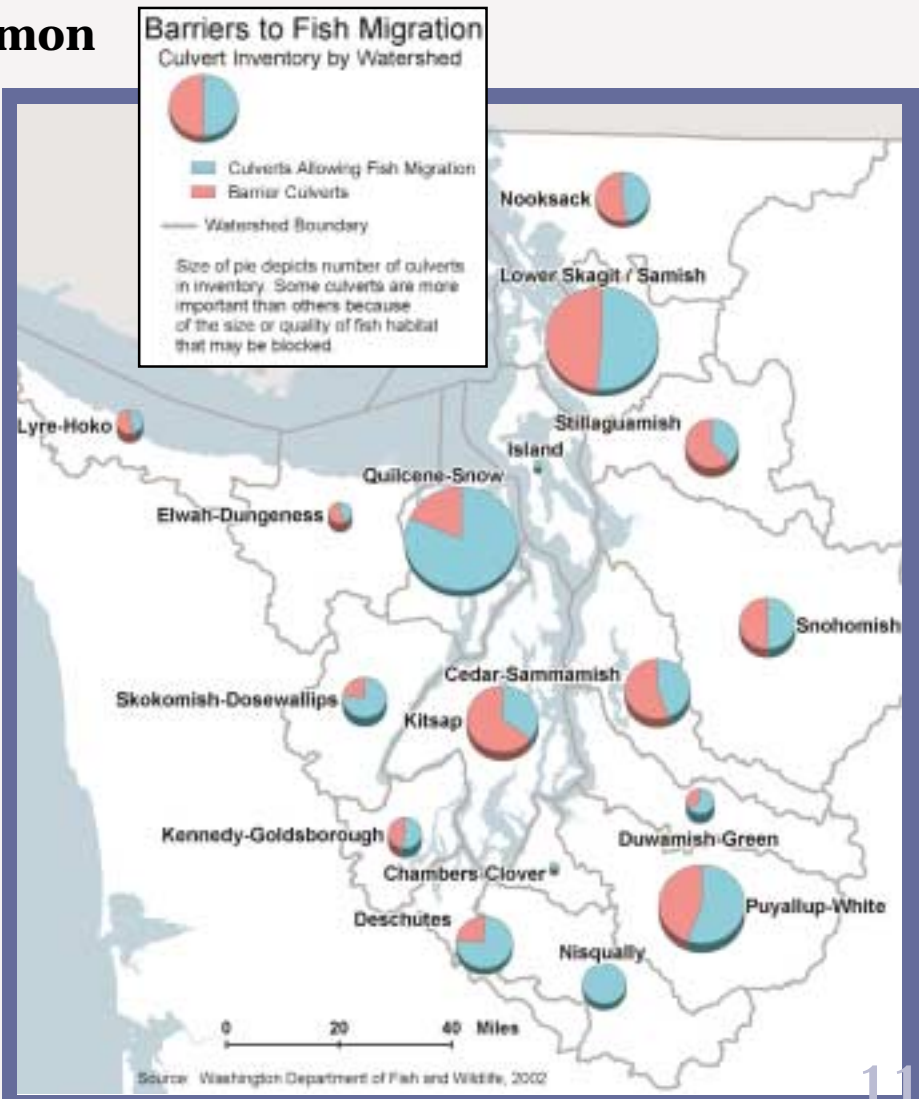 mon
Barriers to Fish Migration
Culvert Inventory by Watershed
Culverts Allowing Fish Migration
Barrier Culverts
Watershed Boundary
Size of pie depicts number of culverts
in inventory. Some culverts are more
important than others because
of the size or quality of fish habitat
that may be blocked.
Nooksack
Lower Skagit / Samish
Lyre-Hoko
Stillaguamish
Island
Quilcene-Snow
Elwah-Dungeness
Snohomish
Cedar-Sammamish
Skokomish-Dosewallips
Kitsap
Kennedy-Goldsborough
Duwamish-Green
Chambers-Clover
Puyallup-White
Deschutes
Nisqually
0 20 40 Miles
Source: Washington Department of Fish and Wildlife, 2002
11